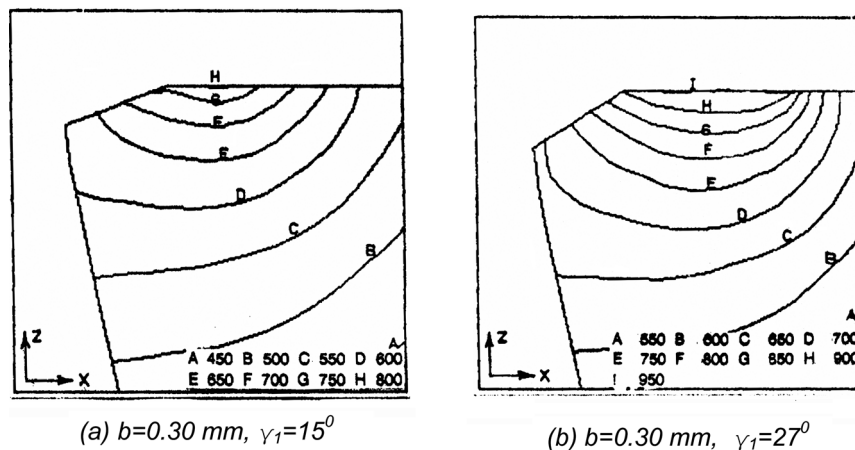 H
G
F
E
D
C
B
A
Z
X
A 450 B 500 C 550 D 600
E 650 F 700 G 750 H 800
(a) b=0.30 mm, γ₁=15⁰
I
H
G
F
E
D
C
B
A
Z
X
A 550 B 600 C 650 D 700
E 750 F 800 G 850 H 900
I 950
(b) b=0.30 mm, γ₁=27⁰